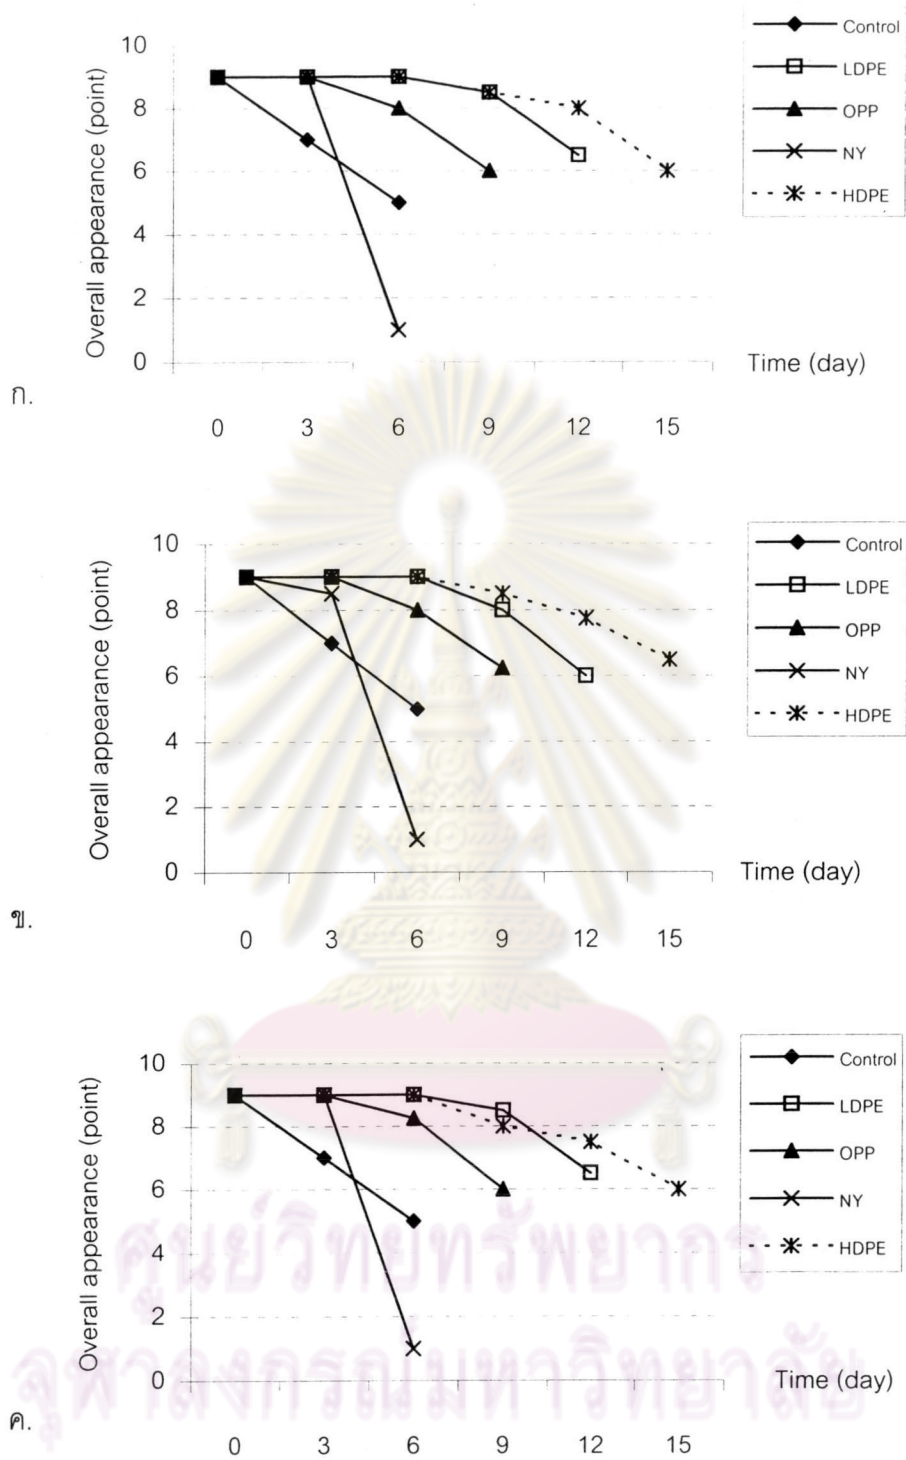 Control
LDPE
OPP
NY
HDPE
Overall appearance (point)
10
8
6
4
2
0
Time (day)
ก.
0 3 6 9 12 15
Control
LDPE
OPP
NY
HDPE
Overall appearance (point)
10
8
6
4
2
0
Time (day)
ข.
0 3 6 9 12 15
Control
LDPE
OPP
NY
HDPE
Overall appearance (point)
10
8
6
4
2
0
Time (day)
ค.
0 3 6 9 12 15
ศูนย์วิทยทรัพยากร
จุฬาลงกรณ์มหาวิทยาลัย